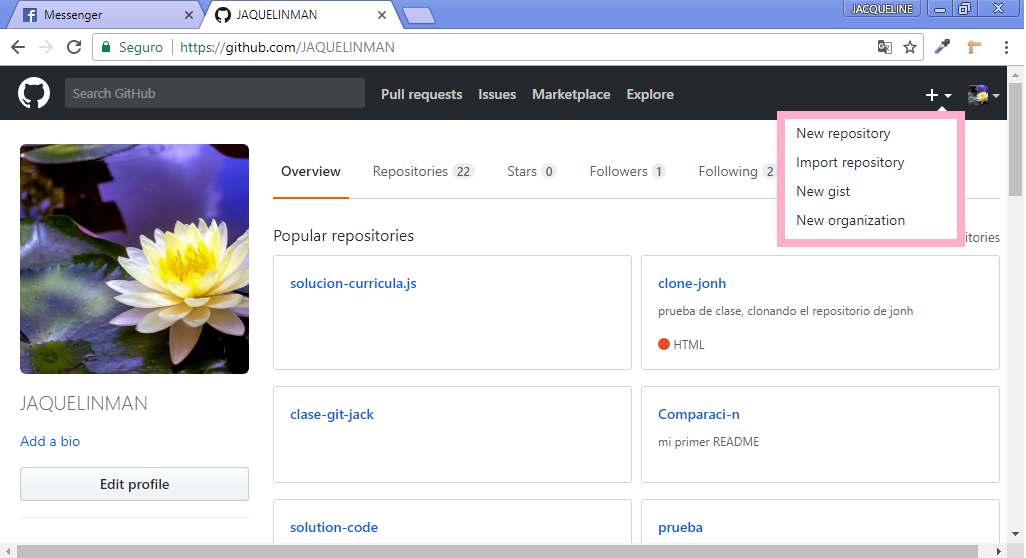 Messenger
JAQUELINMAN
JACQUELINE
Seguro
https://github.com/JAQUELINMAN
Search GitHub
Pull requests
Issues
Marketplace
Explore
New repository
Import repository
New gist
New organization
Overview
Repositories 22
Stars 0
Followers 1
Following 2
Popular repositories
itories
solucion-curricula.js
clone-jonh
prueba de clase, clonando el repositorio de jonh
HTML
JAQUELINMAN
Add a bio
Edit profile
clase-git-jack
Comparaci-n
mi primer README
solution-code
prueba